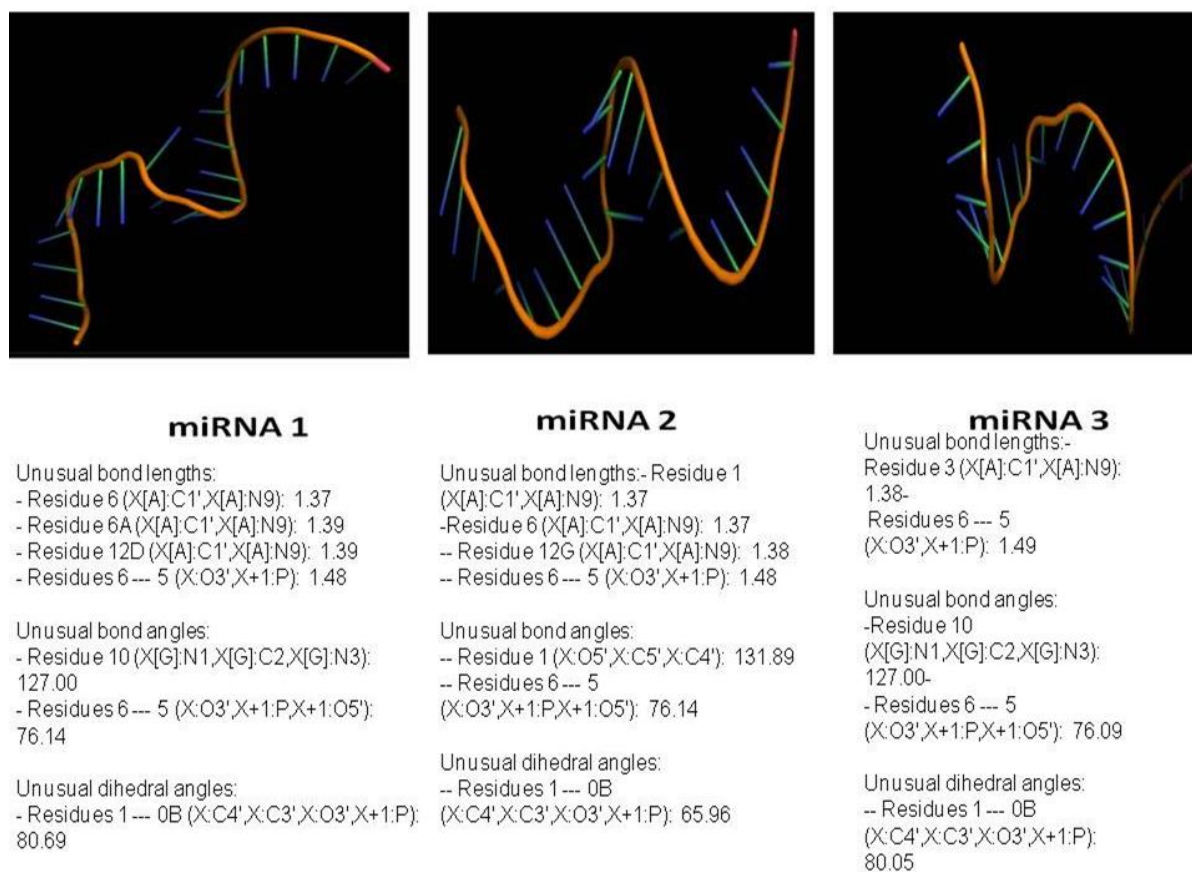 miRNA 1
Unusual bond lengths:
- Residue 6 (X[A]:C1',X[A]:N9): 1.37
- Residue 6A (X[A]:C1',X[A]:N9): 1.39
- Residue 12D (X[A]:C1',X[A]:N9): 1.39
- Residues 6 --- 5 (X:O3',X+1:P): 1.48
Unusual bond angles:
- Residue 10 (X[G]:N1,X[G]:C2,X[G]:N3):
127.00
- Residues 6 --- 5 (X:O3',X+1:P,X+1:O5'):
76.14
Unusual dihedral angles:
- Residues 1 --- 0B (X:C4',X:C3',X:O3',X+1:P):
80.69
miRNA 2
Unusual bond lengths:- Residue 1
(X[A]:C1',X[A]:N9): 1.37
-Residue 6 (X[A]:C1',X[A]:N9): 1.37
-- Residue 12G (X[A]:C1',X[A]:N9): 1.38
-- Residues 6 --- 5 (X:O3',X+1:P): 1.48
Unusual bond angles:
-- Residue 1 (X:O5',X:C5',X:C4'): 131.89
-- Residues 6 --- 5
(X:O3',X+1:P,X+1:O5'): 76.14
Unusual dihedral angles:
-- Residues 1 --- 0B
(X:C4',X:C3',X:O3',X+1:P): 65.96
miRNA 3
Unusual bond lengths:-
Residue 3 (X[A]:C1',X[A]:N9):
1.38-
Residues 6 --- 5
(X:O3',X+1:P): 1.49
Unusual bond angles:
-Residue 10
(X[G]:N1,X[G]:C2,X[G]:N3):
127.00-
- Residues 6 --- 5
(X:O3',X+1:P,X+1:O5'): 76.09
Unusual dihedral angles:
-- Residues 1 --- 0B
(X:C4',X:C3',X:O3',X+1:P):
80.05